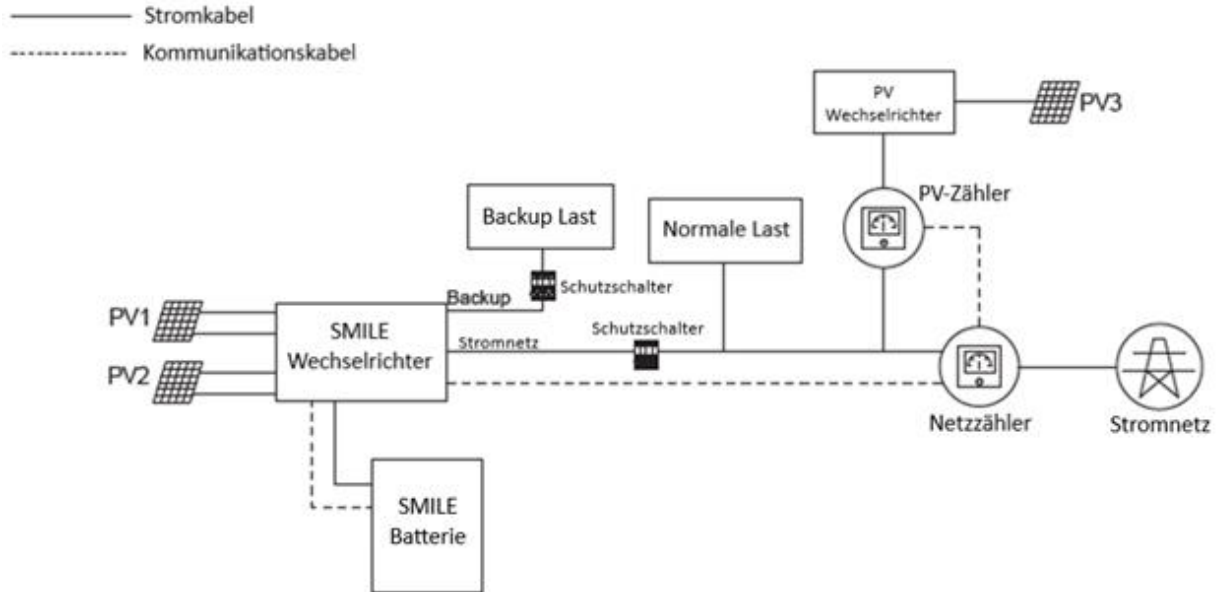 Stromkabel
Kommunikationskabel
PV
Wechselrichter
PV3
PV-Zähler
Backup Last
Normale Last
Schutzschalter
Backup
Schutzschalter
Stromnetz
PV1
PV2
SMILE
Wechselrichter
Netzzähler
Stromnetz
SMILE
Batterie